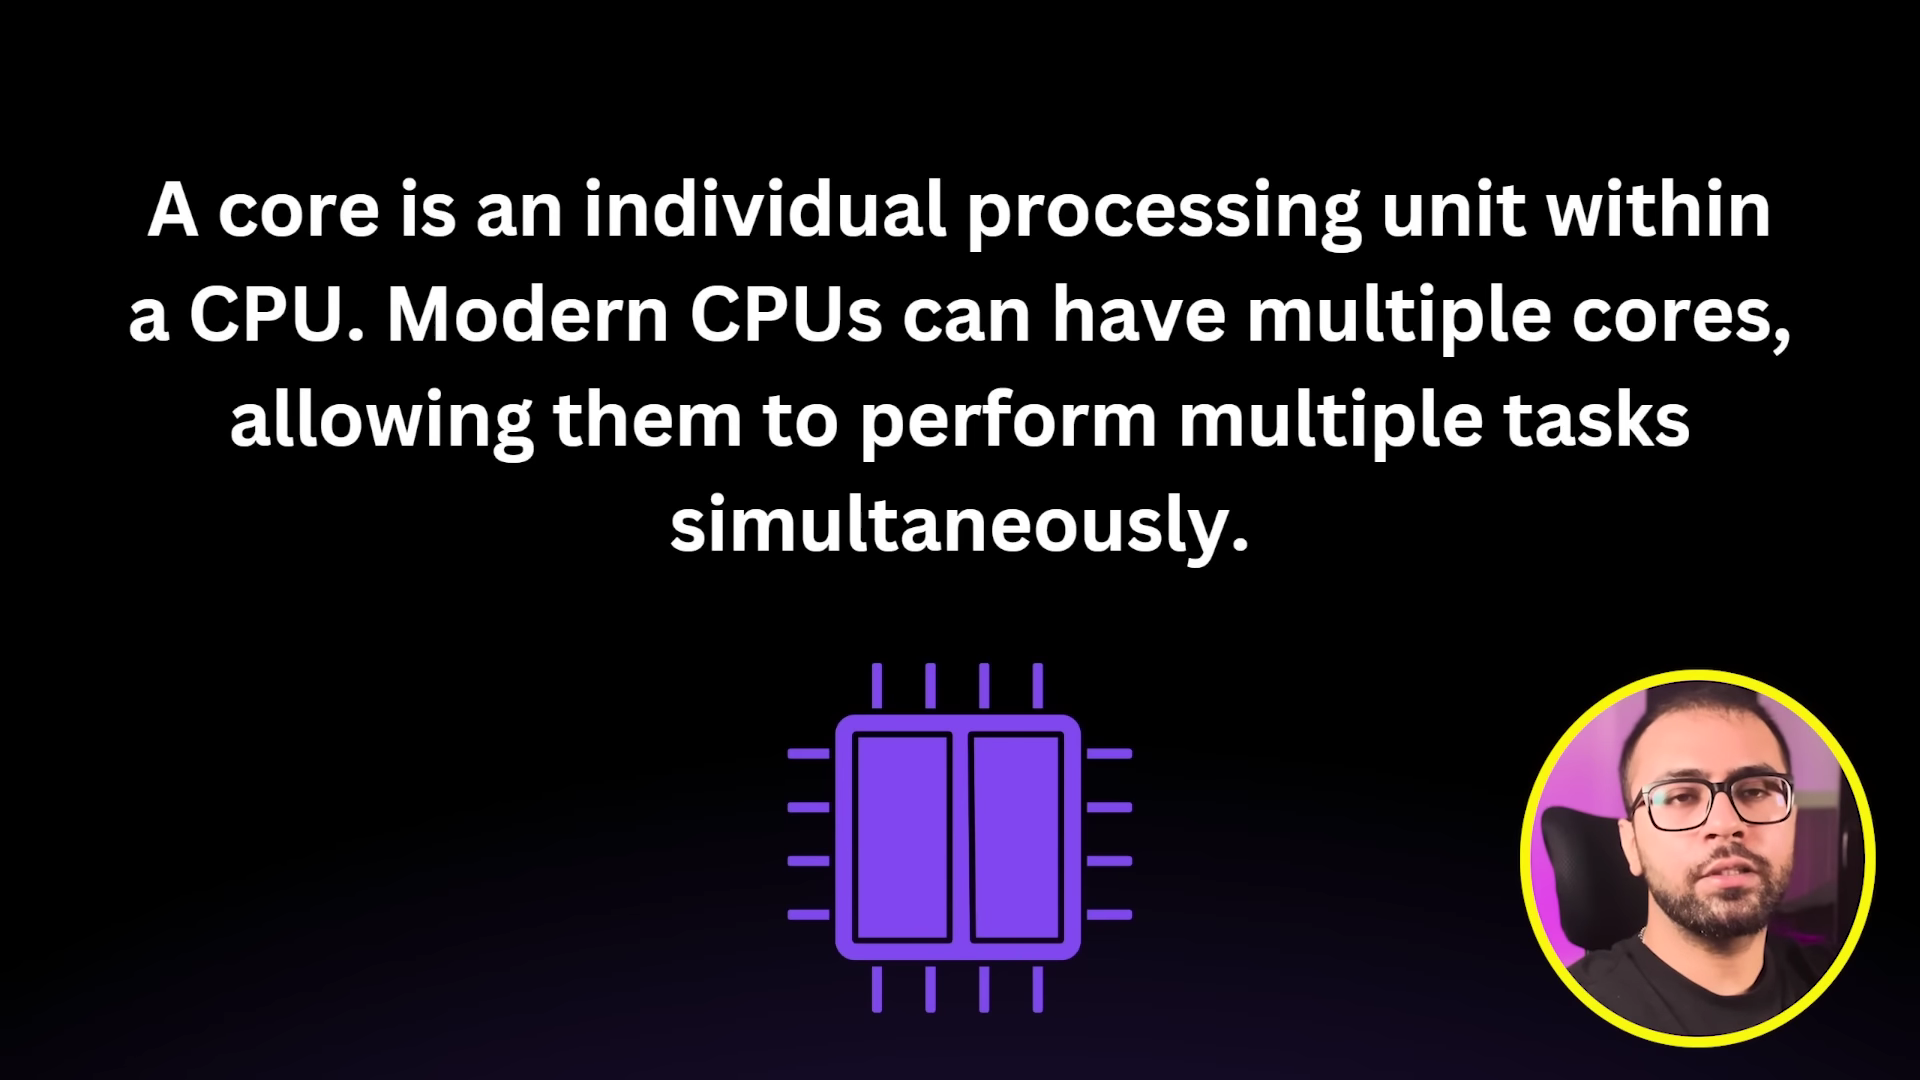 A core is an individual processing unit within
a CPU. Modern CPUs can have multiple cores,
allowing them to perform multiple tasks
simultaneously.